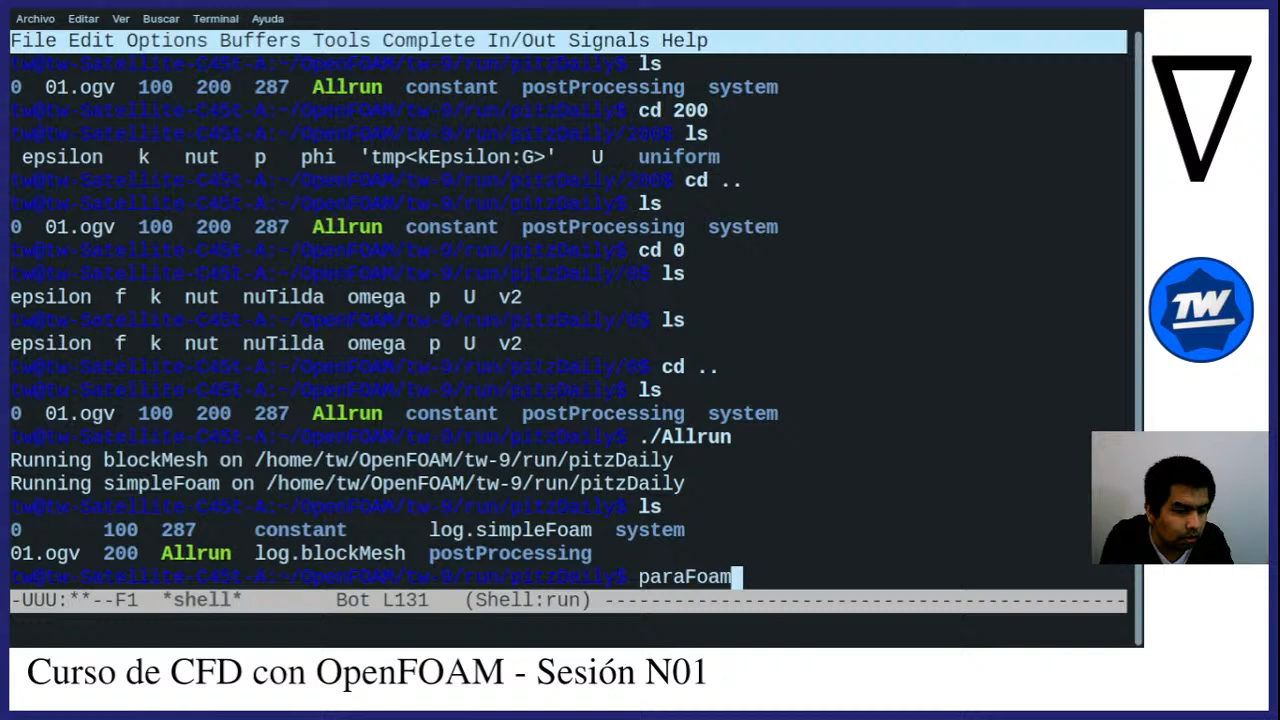 Archivo Editar Ver Buscar Terminal Ayuda
File Edit Options Buffers Tools Complete In/Out Signals Help
tw@tw-Satellite-C45t-A:~/OpenFOAM/tw-9/run/pitzDaily$ ls
0 01.ogv 100 200 287 Allrun constant postProcessing system
tw@tw-Satellite-C45t-A:~/OpenFOAM/tw-9/run/pitzDaily$ cd 200
tw@tw-Satellite-C45t-A:~/OpenFOAM/tw-9/run/pitzDaily/200$ ls
epsilon k nut p phi 'tmp<kEpsilon:G>' U uniform
tw@tw-Satellite-C45t-A:~/OpenFOAM/tw-9/run/pitzDaily/200$ cd ..
tw@tw-Satellite-C45t-A:~/OpenFOAM/tw-9/run/pitzDaily$ ls
0 01.ogv 100 200 287 Allrun constant postProcessing system
tw@tw-Satellite-C45t-A:~/OpenFOAM/tw-9/run/pitzDaily$ cd 0
tw@tw-Satellite-C45t-A:~/OpenFOAM/tw-9/run/pitzDaily/0$ ls
epsilon f k nut nuTilda omega p U v2
tw@tw-Satellite-C45t-A:~/OpenFOAM/tw-9/run/pitzDaily/0$ ls
epsilon f k nut nuTilda omega p U v2
tw@tw-Satellite-C45t-A:~/OpenFOAM/tw-9/run/pitzDaily/0$ cd ..
tw@tw-Satellite-C45t-A:~/OpenFOAM/tw-9/run/pitzDaily$ ls
0 01.ogv 100 200 287 Allrun constant postProcessing system
tw@tw-Satellite-C45t-A:~/OpenFOAM/tw-9/run/pitzDaily$ ./Allrun
Running blockMesh on /home/tw/OpenFOAM/tw-9/run/pitzDaily
Running simpleFoam on /home/tw/OpenFOAM/tw-9/run/pitzDaily
tw@tw-Satellite-C45t-A:~/OpenFOAM/tw-9/run/pitzDaily$ ls
0 100 287 constant log.simpleFoam system
01.ogv 200 Allrun log.blockMesh postProcessing
tw@tw-Satellite-C45t-A:~/OpenFOAM/tw-9/run/pitzDaily$ paraFoam
-UUU:**--F1 *shell* Bot L131 (Shell:run) --------------------------------------------
TW
Curso de CFD con OpenFOAM - Sesión N01